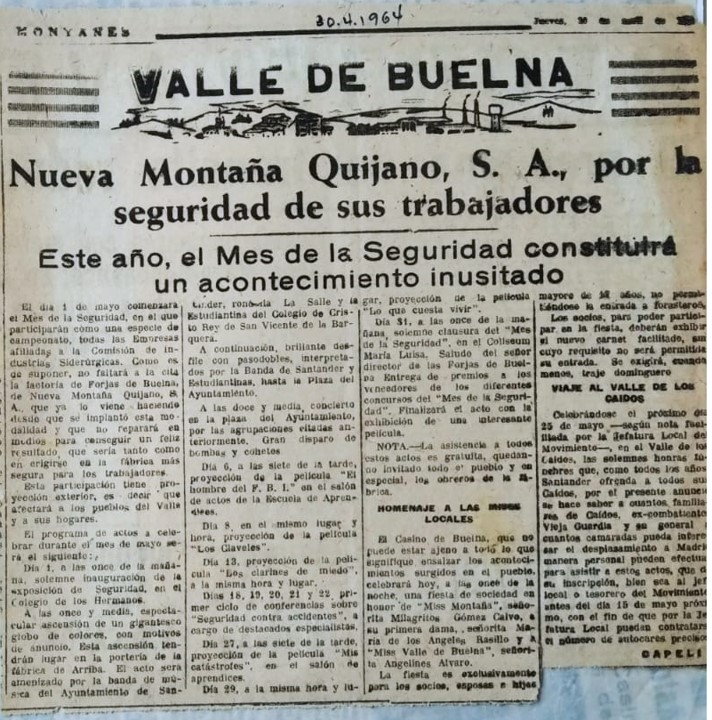 30.4.1964
MONTAÑES
Jueves, 30 de abril de
VALLE DE BUELNA
Nueva Montaña Quijano, S. A., por la
seguridad de sus trabajadores
Este año, el Mes de la Seguridad constituirá
un acontecimiento inusitado
El día 1 de mayo comenzará
el Mes de la Seguridad, en el que
participarán como una especie de
campeonato, todas las Empresas
afiliadas a la Comisión de In-
dustrias Siderúrgicas. Como es
de suponer, no faltará a la cita
la factoría de Forjas de Buelna,
de Nueva Montaña Quijano, S.
A., que ya lo viene haciendo
desde que se implantó esta mo-
dalidad y que no reparará en
medios para conseguir un feliz
resultado, que sería tanto como
en erigirse en la fábrica más
segura para los trabajadores.
Esta participación tiene pro-
yección exterior, es decir que
afectará a los pueblos del Valle
y a sus hogares.
El programa de actos a cele-
brar durante el mes de mayo se-
rá el siguiente:
Día 1, a las once de la maña-
na, solemne inauguración de la
exposición de Seguridad, en el
Colegio de los Hermanos.
A las once y media, especta-
cular ascensión de un gigantesco
globo de colores, con motivos
de anuncio. Esta ascensión ten-
drán lugar en la portería de la
fábrica de Arriba. El acto será
amenizado por la banda de mú-
sica del Ayuntamiento de San-
tander, rondalla La Salle y la
Estudiantina del Colegio de Cris-
to Rey de San Vicente de la Bar-
quera.
A continuación, brillante des-
file con pasodobles, interpreta-
dos por la Banda de Santander y
Estudiantinas, hasta la Plaza del
Ayuntamiento.
A las doce y media, concierto
en la plaza del Ayuntamiento,
por las agrupaciones citadas an-
teriormente. Gran disparo de
bombas y cohetes
Día 6, a las siete de la tarde,
proyección de la película "El
hombre del F. B. I." en el salón
de actos de la Escuela de Apren-
dices.
Día 8, en el mismo lugar y
hora, proyección de la película
"Los Claveles".
Día 13, proyección de la pelí-
cula "Los clarines de miedo",
a la misma hora y lugar.
Días 18, 19, 20, 21 y 22, pri-
mer ciclo de conferencias sobre
"Seguridad contra accidentes", a
cargo de destacados especialistas.
Día 27, a las siete de la tarde,
proyección de la película "Mis
catástrofes", en el salón de
aprendices.
Día 29, a la misma hora y lu-
gar, proyección de la película
"Lo que cuesta vivir".
Día 31, a las once de la ma-
ñana, solemne clausura del "Mes
de la Seguridad", en el Coliseum
María Luisa. Saludo del señor
director de las Forjas de Buel-
na Entrega de premios a los
vencedores de los diferentes
concursos del "Mes de la Seguri-
dad". Finalizará el acto con la
exhibición de una interesante
película.
NOTA.—La asistencia a todos
estos actos es gratuita, quedan-
do invitado todo el pueblo y en
especial, los obreros de la fá-
brica.
HOMENAJE A LAS MISSES
LOCALES
El Casino de Buelna, que no
puede estar ajeno a todo lo que
signifique ensalzar los aconteci-
mientos surgidos en el pueblo,
celebrará hoy, a las once de la
noche, una fiesta de sociedad en
honor de "Miss Montaña", seño-
rita Milagritos Gómez Calvo, a
su primera dama, señorita Ma-
ría de los Angeles Rasillo y a
"Miss Valle de Buelna", señori-
ta Angelines Alvaro.
La fiesta es exclusivamente
para los socios, esposas e hijos
mayores de años, no permi-
tiéndose la entrada a forasteros.
Los socios, para poder partici-
par en la fiesta, deberán exhibir
el nuevo carnet facilitado, sin
cuyo requisito no será permitida
su entrada. Se exigirá, cuando
menos, traje dominguero
VIAJE AL VALLE DE LOS
CAIDOS
Celebrándose el próximo día
25 de mayo —según nota fue-
llitada por la Jefatura Local de
Movimiento—, en el Valle de los
Caídos, las solemnes honras fú-
nebres que, como todos los años
Santander ofrenda a todos sus
Caídos, por el presente anuncio
se hace saber a cuantos familia-
res de Caídos, ex-combatientes
Vieja Guardia y en general a
cuantos camaradas pueda intere-
sar el desplazamiento a Madrid
manera personal pueden efectuar
para asistir a estos actos, que de
su inscripción, bien sea al jefe
local o tesorero del Movimiento
antes del día 15 de mayo próxi-
mo, con el fin de que por la Je-
fatura Local puedan contratarse
el número de autocares preciso
CAPELI